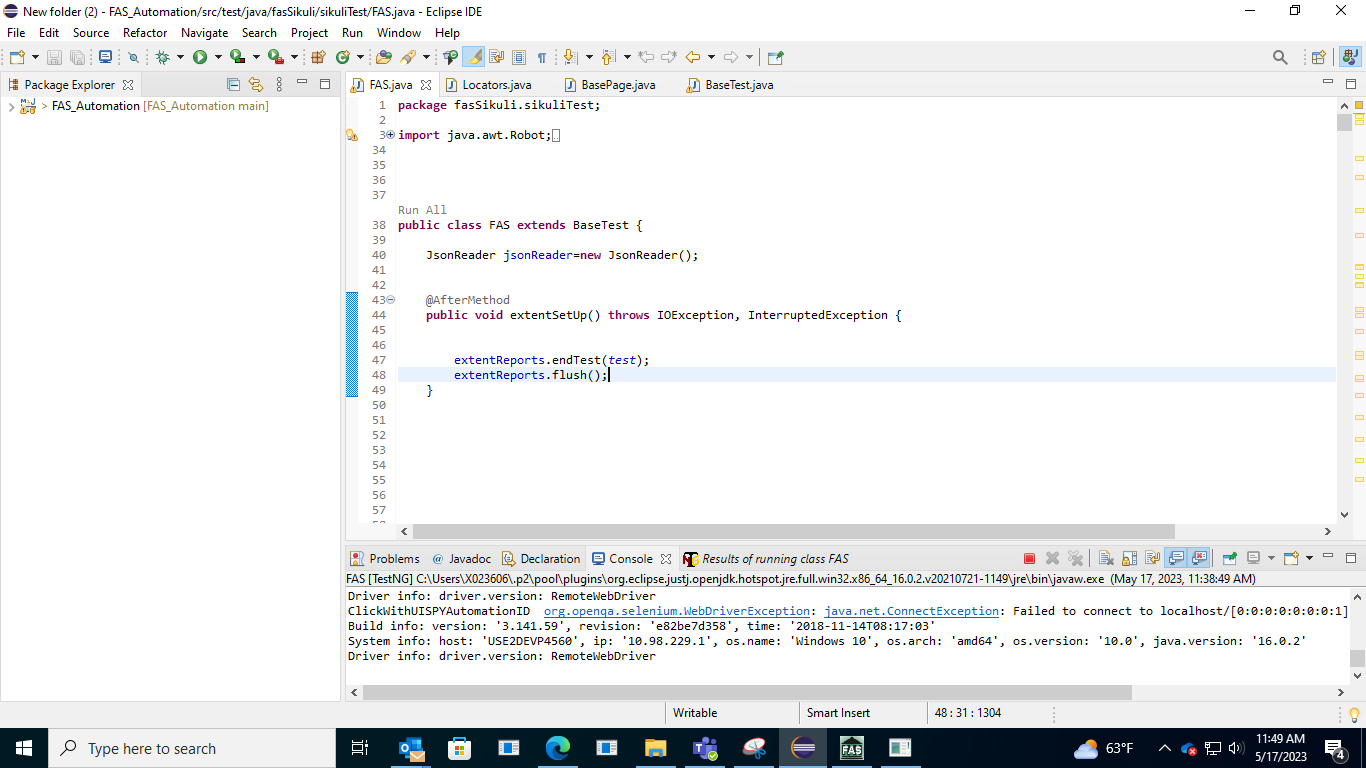 New folder (2) - FAS_Automation/src/test/java/fasSikuli/sikuliTest/FAS.java - Eclipse IDE
File Edit Source Refactor Navigate Search Project Run Window Help
Package Explorer
> FAS_Automation [FAS_Automation main]
FAS.java Locators.java BasePage.java BaseTest.java
1 package fasSikuli.sikuliTest;
2
3 import java.awt.Robot;
34
35
36
37
Run All
38 public class FAS extends BaseTest {
39
40 JsonReader jsonReader=new JsonReader();
41
42
43 @AfterMethod
44 public void extentSetUp() throws IOException, InterruptedException {
45
46
47 extentReports.endTest(test);
48 extentReports.flush();
49 }
50
51
52
53
54
55
56
57
Problems @ Javadoc Declaration Console Results of running class FAS
FAS [TestNG] C:\Users\X023606\.p2\pool\plugins\org.eclipse.justj.openjdk.hotspot.jre.full.win32.x86_64_16.0.2.v20210721-1149\jre\bin\javaw.exe (May 17, 2023, 11:38:49 AM)
Driver info: driver.version: RemoteWebDriver
ClickWithUISPYAutomationID org.openqa.selenium.WebDriverException: java.net.ConnectException: Failed to connect to localhost/[0:0:0:0:0:0:0:1]
Build info: version: '3.141.59', revision: 'e82be7d358', time: '2018-11-14T08:17:03'
System info: host: 'USE2DEVP4560', ip: '10.98.229.1', os.name: 'Windows 10', os.arch: 'amd64', os.version: '10.0', java.version: '16.0.2'
Driver info: driver.version: RemoteWebDriver
Writable Smart Insert 48 : 31 : 1304
Type here to search
FAS
63°F
11:49 AM
5/17/2023
4